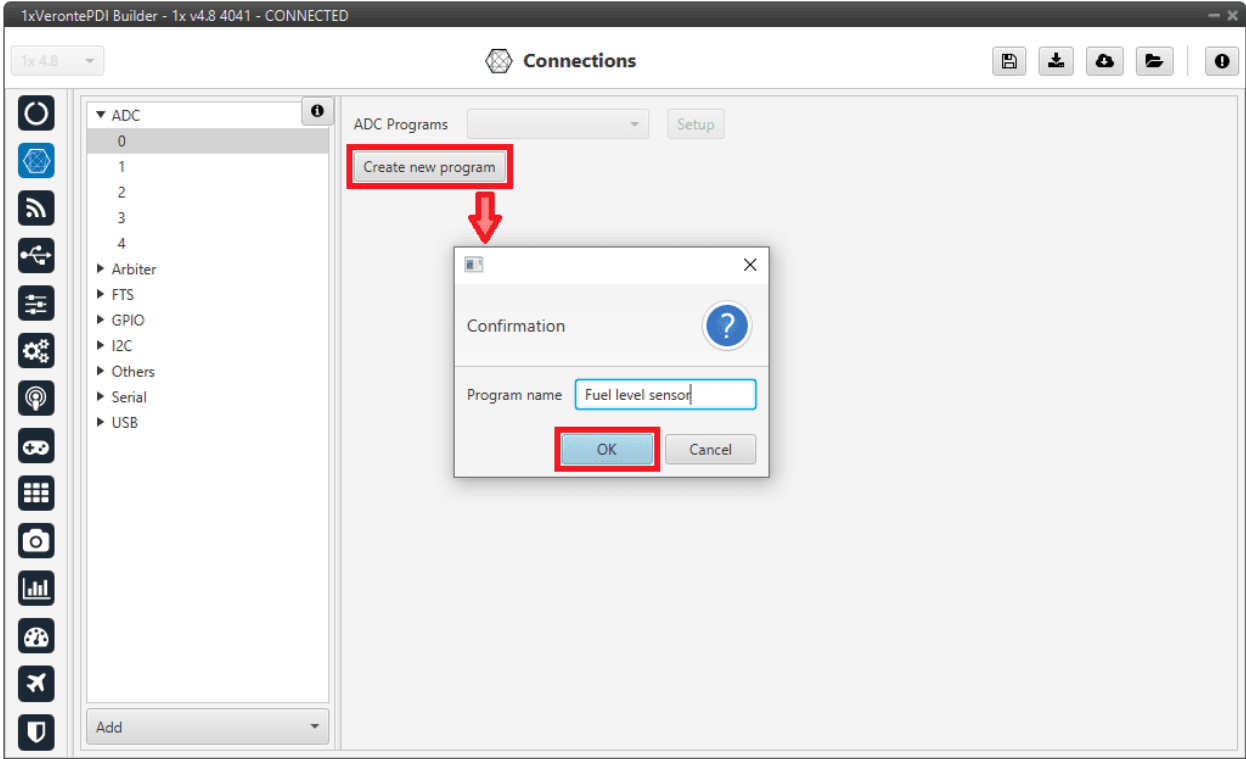 1xVerontePDI Builder - 1x v4.8 4041 - CONNECTED
1x 4.8
Connections
ADC
0
1
2
3
4
Arbiter
FTS
GPIO
I2C
Others
Serial
USB
Add
ADC Programs
Setup
Create new program
Confirmation
?
Program name
Fuel level sensor
OK
Cancel